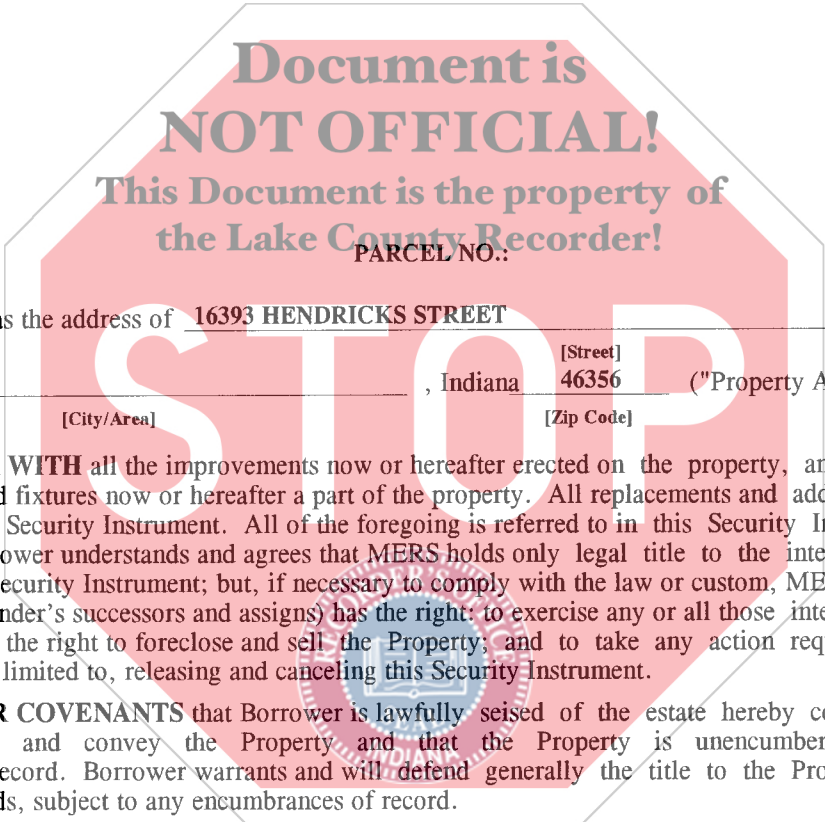 Document is
NOT OFFICIAL!
This Document is the property of
the Lake County Recorder!
PARCEL NO.:
the address of 16393 HENDRICKS STREET
[Street]
, Indiana 46356 ("Property A
[City/Area] [Zip Code]
STOP
WITH all the improvements now or hereafter erected on the property, an
fixtures now or hereafter a part of the property. All replacements and add
Security Instrument. All of the foregoing is referred to in this Security In
ower understands and agrees that MERS holds only legal title to the inte
ecurity Instrument; but, if necessary to comply with the law or custom, ME
nder's successors and assigns) has the right: to exercise any or all those inte
the right to foreclose and sell the Property; and to take any action req
limited to, releasing and canceling this Security Instrument.
R COVENANTS that Borrower is lawfully seised of the estate hereby c
and convey the Property and that the Property is unencumber
ecord. Borrower warrants and will defend generally the title to the Pro
ds, subject to any encumbrances of record.
RECORDER'S OFFICE
SEAL
INDIANA